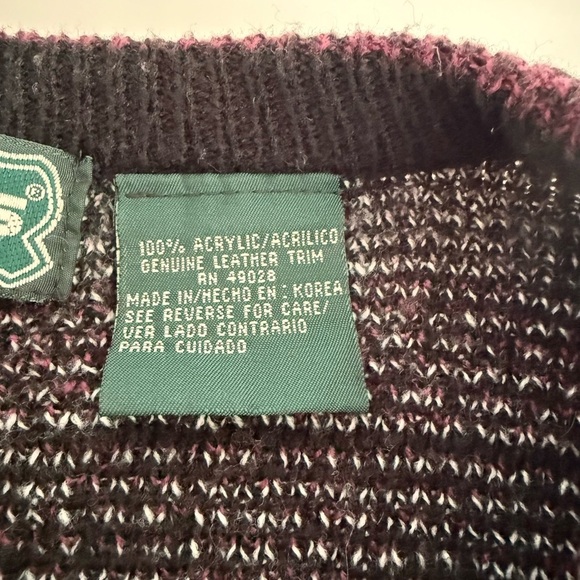 ®
100% ACRYLIC/ACRILICO
GENUINE LEATHER TRIM
RN 49028
MADE IN/HECHO EN : KOREA
SEE REVERSE FOR CARE/
VER LADO CONTRARIO
PARA CUIDADO